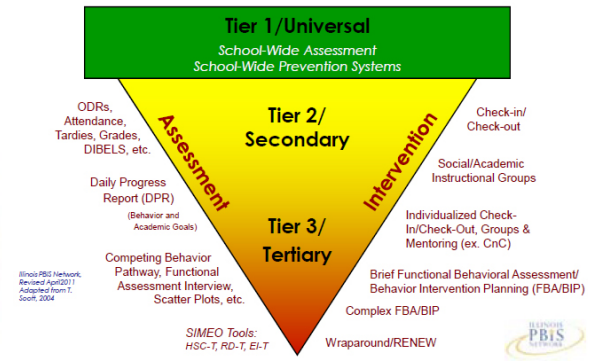 Tier 1/Universal
School-Wide Assessment
School-Wide Prevention Systems
ODRs,
Attendance,
Tardies, Grades,
DIBELS, etc.
Daily Progress
Report (DPR)
(Behavior and
Academic Goals)
Competing Behavior
Pathway, Functional
Assessment Interview,
Scatter Plots, etc.
SIMEO Tools:
HSC-T, RD-T, EI-T
Assessment
Tier 2/
Secondary
Tier 3/
Tertiary
Intervention
Check-in/
Check-out
Social/Academic
Instructional Groups
Individualized Check-
In/Check-Out, Groups &
Mentoring (ex. CnC)
Brief Functional Behavioral Assessment/
Behavior Intervention Planning (FBA/BIP)
Complex FBA/BIP
Wraparound/RENEW
Illinois PBIS Network,
Revised April2011
Adapted from T.
Scott, 2004
ILLINOIS
PBIS
NETWORK